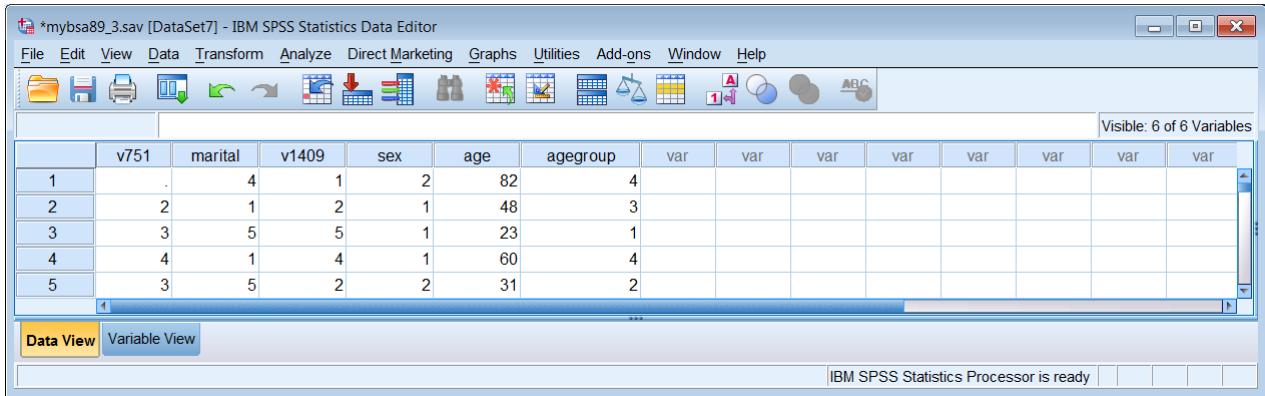 *mybsa89_3.sav [DataSet7] - IBM SPSS Statistics Data Editor
File Edit View Data Transform Analyze Direct Marketing Graphs Utilities Add-ons Window Help
A
1
ABC
Visible: 6 of 6 Variables
v751 marital v1409 sex age agegroup var var var var var var var var
1 . 4 1 2 82 4
2 2 1 2 1 48 3
3 3 5 5 1 23 1
4 4 1 4 1 60 4
5 3 5 2 2 31 2
Data View Variable View
IBM SPSS Statistics Processor is ready